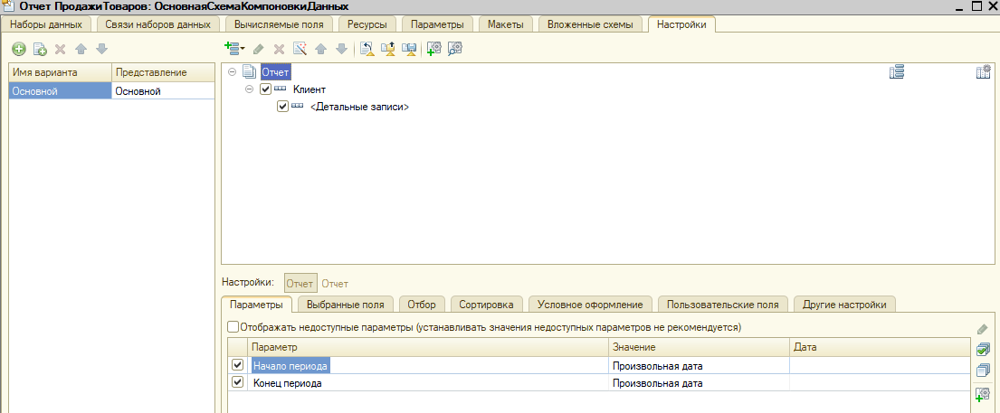 Отчет ПродажиТоваров: ОсновнаяСхемаКомпоновкиДанных
Наборы данных Связи наборов данных Вычисляемые поля Ресурсы Параметры Макеты Вложенные схемы Настройки
Имя варианта Представление
Основной Основной
Отчет
Клиент
<Детальные записи>
Настройки: Отчет Отчет
Параметры Выбранные поля Отбор Сортировка Условное оформление Пользовательские поля Другие настройки
Отображать недоступные параметры (устанавливать значения недоступных параметров не рекомендуется)
Параметр Значение Дата
Начало периода Произвольная дата
Конец периода Произвольная дата